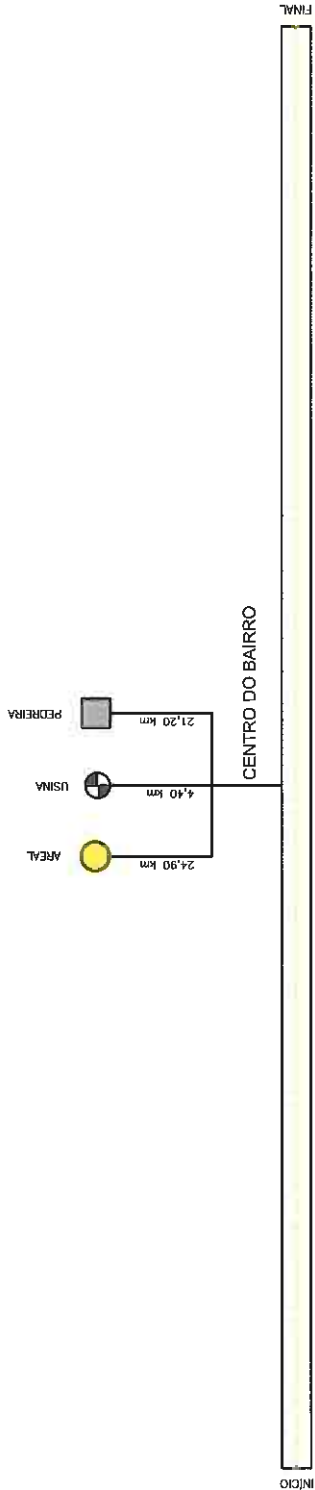 FINAL
PEDREIRA
21,20 km
USINA
4,40 km
AREAL
24,90 km
CENTRO DO BAIRRO
INÍCIO